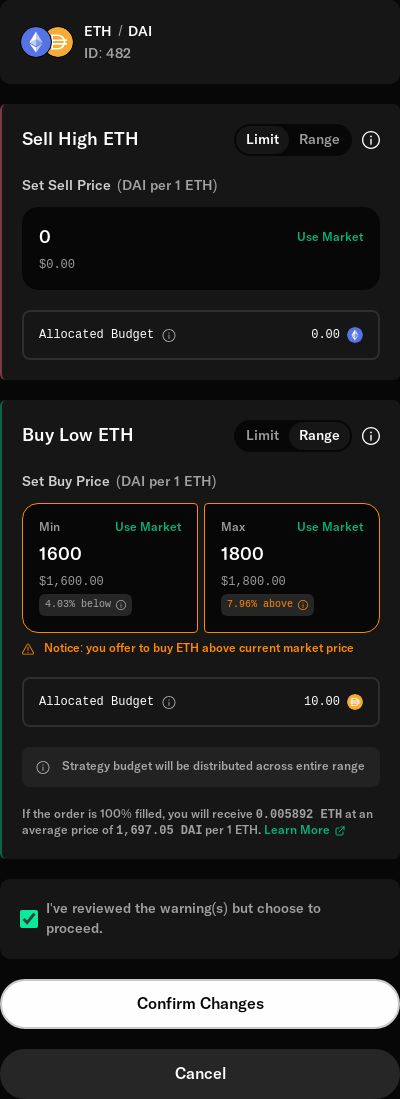 ETH / DAI
ID: 482
Sell High ETH
Limit Range
Set Sell Price (DAI per 1 ETH)
0 Use Market
$0.00
Allocated Budget 0.00
Buy Low ETH
Limit Range
Set Buy Price (DAI per 1 ETH)
Min Use Market Max Use Market
1600 1800
$1,600.00 $1,800.00
4.03% below 7.96% above
Notice: you offer to buy ETH above current market price
Allocated Budget 10.00
Strategy budget will be distributed across entire range
If the order is 100% filled, you will receive 0.005892 ETH at an
average price of 1,697.05 DAI per 1 ETH. Learn More
I've reviewed the warning(s) but choose to
proceed.
Confirm Changes
Cancel